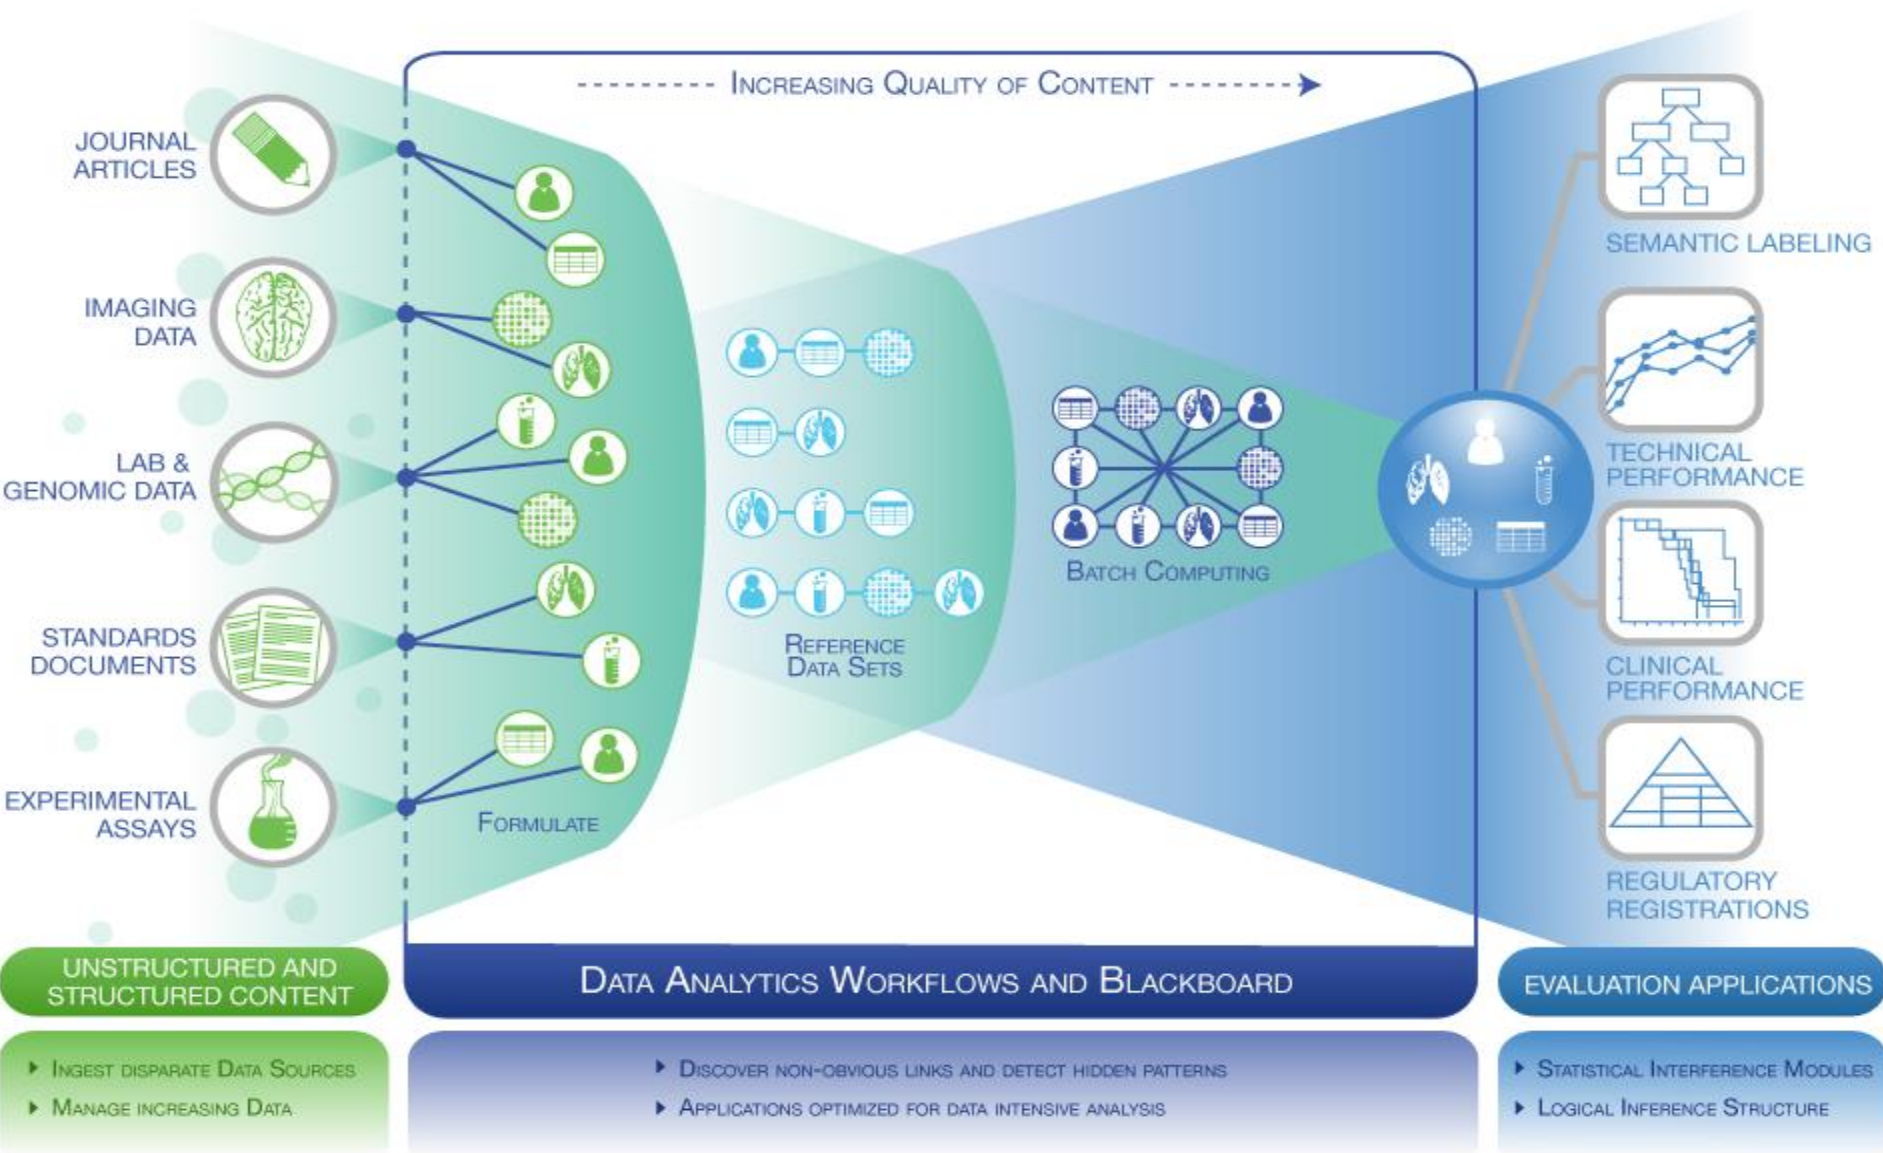 INCREASING QUALITY OF CONTENT
JOURNAL
ARTICLES
IMAGING
DATA
LAB &
GENOMIC DATA
STANDARDS
DOCUMENTS
EXPERIMENTAL
ASSAYS
FORMULATE
REFERENCE
DATA SETS
BATCH COMPUTING
SEMANTIC LABELING
TECHNICAL
PERFORMANCE
CLINICAL
PERFORMANCE
REGULATORY
REGISTRATIONS
UNSTRUCTURED AND
STRUCTURED CONTENT
INGEST DISPARATE DATA SOURCES
MANAGE INCREASING DATA
DATA ANALYTICS WORKFLOWS AND BLACKBOARD
DISCOVER NON-OBVIOUS LINKS AND DETECT HIDDEN PATTERNS
APPLICATIONS OPTIMIZED FOR DATA INTENSIVE ANALYSIS
EVALUATION APPLICATIONS
STATISTICAL INTERFERENCE MODULES
LOGICAL INFERENCE STRUCTURE